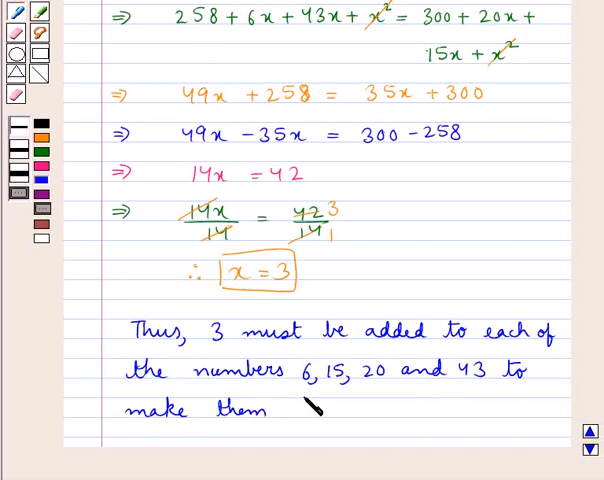 ⇒ 258 + 6x + 43x + x² = 300 + 20x +
15x + x²
⇒ 49x + 258 = 35x + 300
⇒ 49x - 35x = 300 - 258
⇒ 14x = 42
⇒ 14x/14 = 42/14 3/1
∴ x = 3
Thus, 3 must be added to each of
the numbers 6, 15, 20 and 43 to
make them